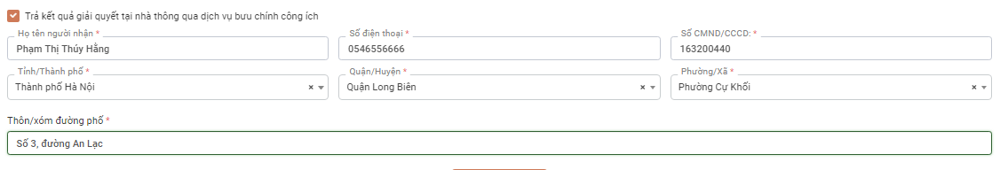 Trả kết quả giải quyết tại nhà thông qua dịch vụ bưu chính công ích
Họ tên người nhận * Số điện thoại * Số CMND/CCCD: *
Phạm Thị Thúy Hằng 0546556666 163200440
Tỉnh/Thành phố * Quận/Huyện * Phường/Xã *
Thành phố Hà Nội × Quận Long Biên × Phường Cự Khối ×
Thôn/xóm đường phố *
Số 3, đường An Lạc